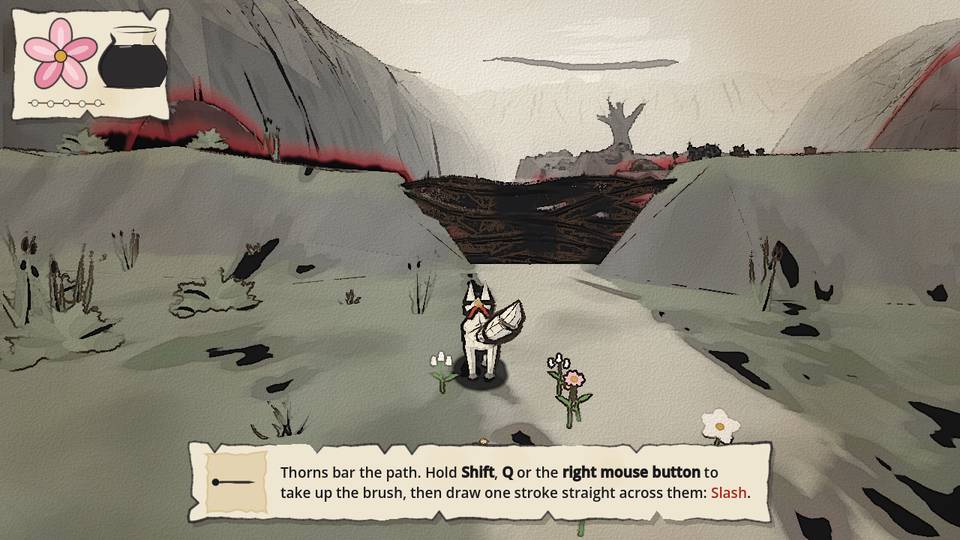 Thorns bar the path. Hold Shift, Q or the right mouse button to
take up the brush, then draw one stroke straight across them: Slash.